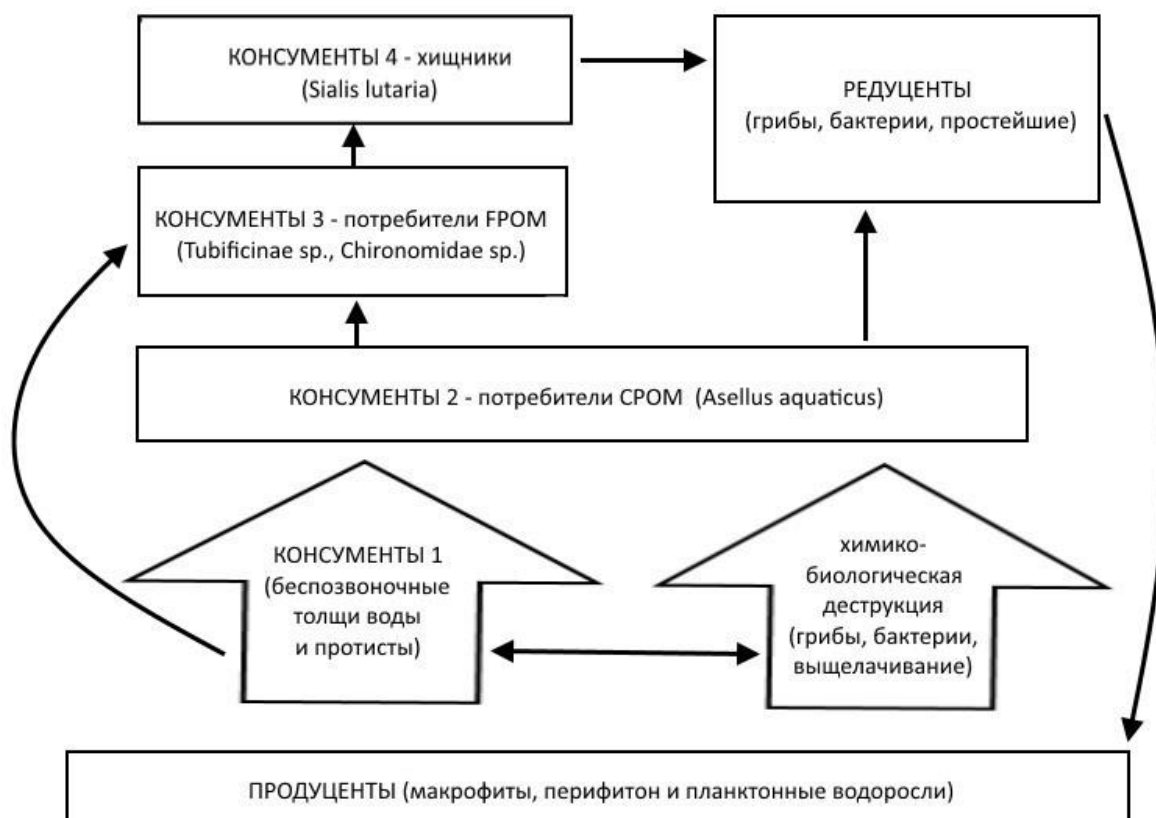 КОНСУМЕНТЫ 4 - хищники
(Sialis lutaria)
РЕДУЦЕНТЫ
(грибы, бактерии, простейшие)
КОНСУМЕНТЫ 3 - потребители FPOM
(Tubificinae sp., Chironomidae sp.)
КОНСУМЕНТЫ 2 - потребители CPOM (Asellus aquaticus)
КОНСУМЕНТЫ 1
(беспозвоночные
толщи воды
и протисты)
химико-
биологическая
деструкция
(грибы, бактерии,
выщелачивание)
ПРОДУЦЕНТЫ (макрофиты, перифитон и планктонные водоросли)